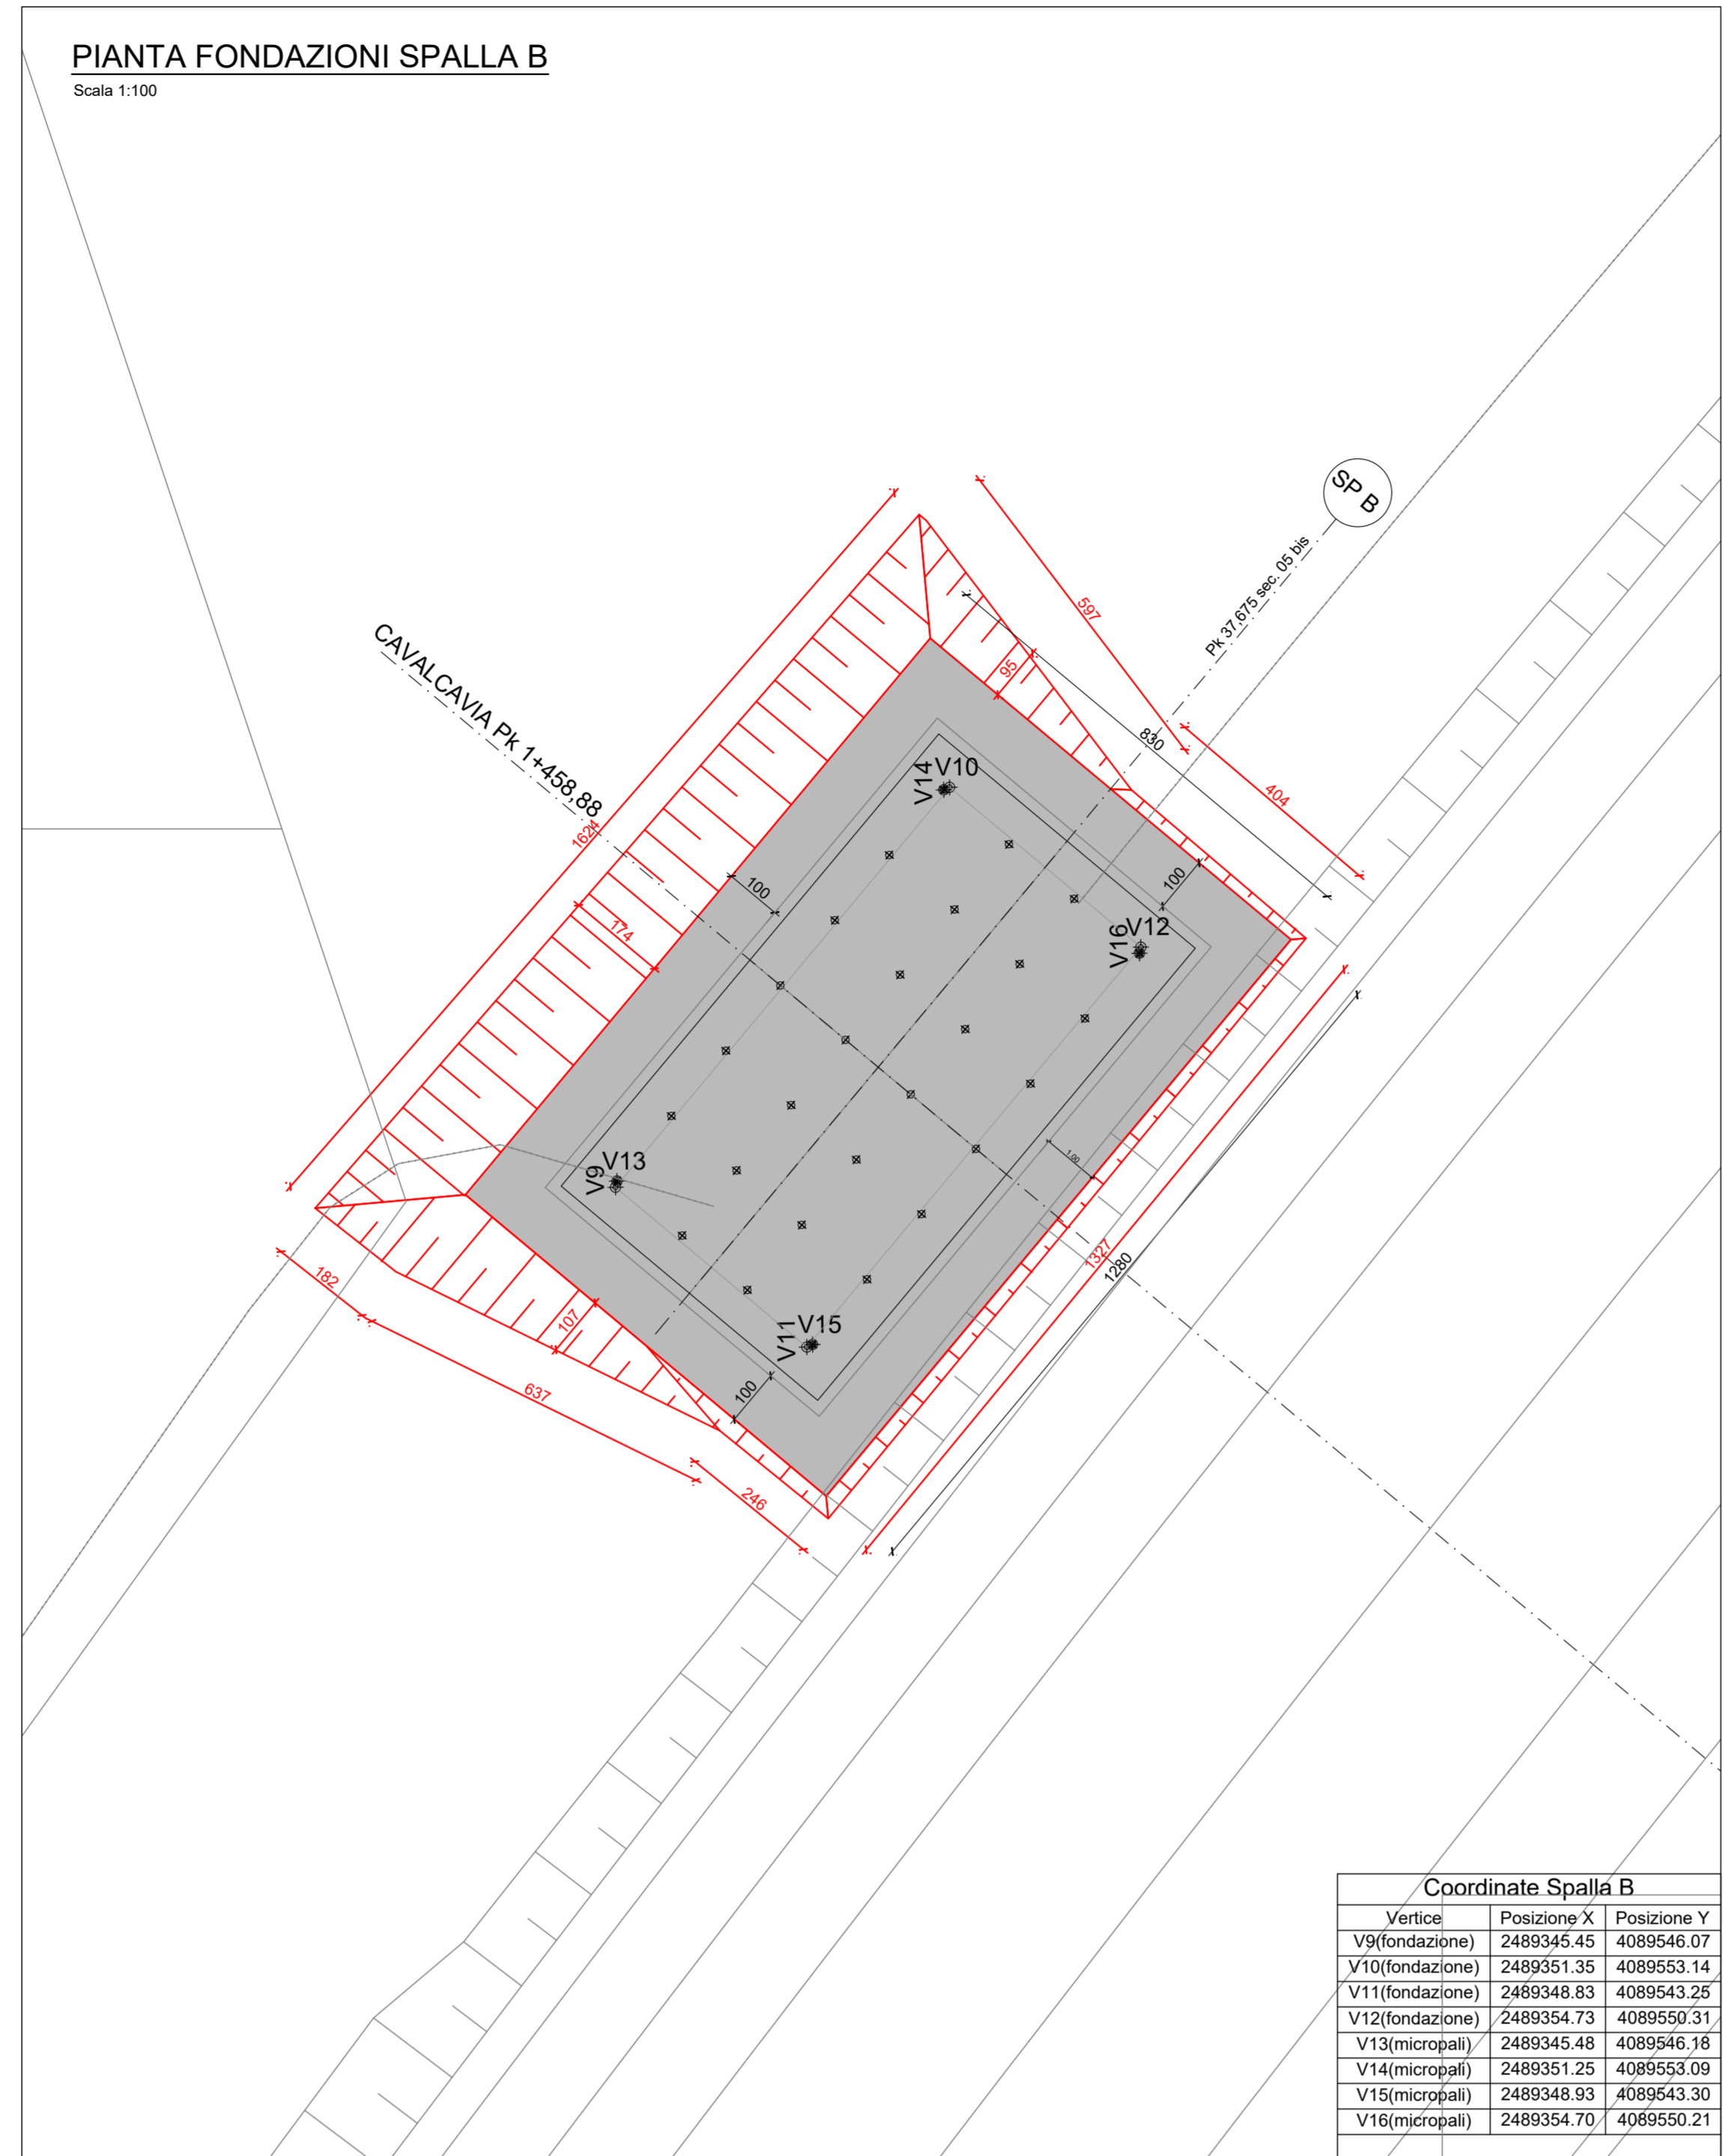 PIANTA FONDAZIONI SPALLA B
Scala 1:100
SP B
Pk 37,675 sec. 05 bis
597
95
830
404
CAVALCAVIA Pk 1+458,88
1624
V14
V10
100
100
174
V16
V12
1.00
V13
V9
182
107
637
V15
V11
100
246
1327
1280
Coordinate Spalla B
Vertice Posizione X Posizione Y
V9(fondazione) 2489345.45 4089546.07
V10(fondazione) 2489351.35 4089553.14
V11(fondazione) 2489348.83 4089543.25
V12(fondazione) 2489354.73 4089550.31
V13(micropali) 2489345.48 4089546.18
V14(micropali) 2489351.25 4089553.09
V15(micropali) 2489348.93 4089543.30
V16(micropali) 2489354.70 4089550.21